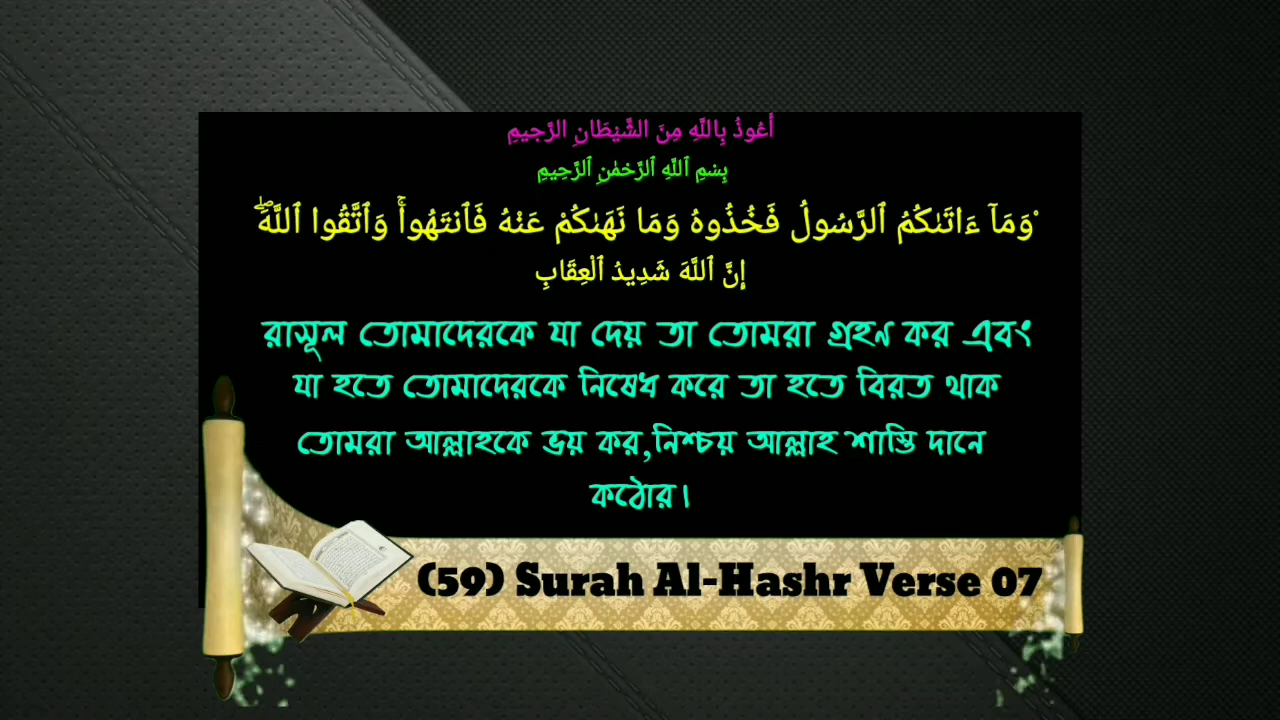 أَعُوذُ بِاللَّهِ مِنَ الشَّيْطَانِ الرَّجِيمِ
بِسْمِ ٱللَّهِ ٱلرَّحْمَٰنِ ٱلرَّحِيمِ
وَمَآ ءَاتَىٰكُمُ ٱلرَّسُولُ فَخُذُوهُ وَمَا نَهَىٰكُمْ عَنْهُ فَٱنتَهُوا۟ۚ وَٱتَّقُوا ٱللَّهَۖ
إِنَّ ٱللَّهَ شَدِيدُ ٱلْعِقَابِ
রাসূল তোমাদেরকে যা দেয় তা তোমরা গ্রহণ কর এবং
যা হতে তোমাদেরকে নিষেধ করে তা হতে বিরত থাক
তোমরা আল্লাহকে ভয় কর,নিশ্চয় আল্লাহ শাস্তি দানে
কঠোর।
(59) Surah Al-Hashr Verse 07